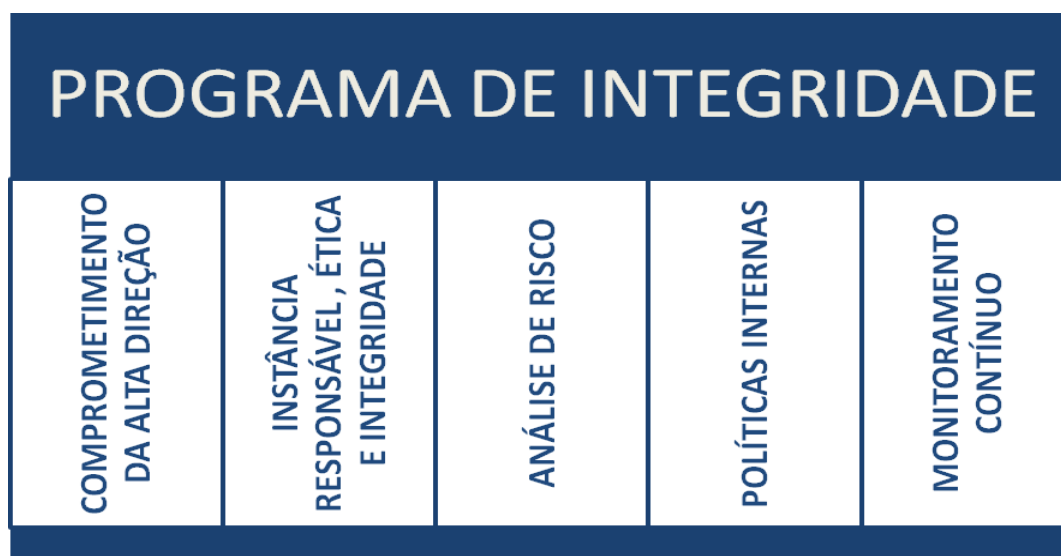 PROGRAMA DE INTEGRIDADE
COMPROMETIMENTO
DA ALTA DIREÇÃO
INSTÂNCIA
RESPONSÁVEL , ÉTICA
E INTEGRIDADE
ANÁLISE DE RISCO
POLÍTICAS INTERNAS
MONITORAMENTO
CONTÍNUO